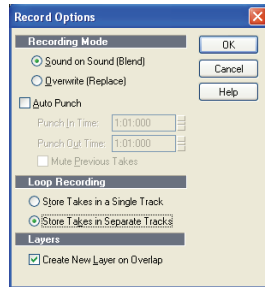 Record Options
Recording Mode
OK
Sound on Sound (Blend)
Cancel
Overwrite (Replace)
Help
Auto Punch
Punch In Time: 1:01:000
Punch Out Time: 1:01:000
Mute Previous Takes
Loop Recording
Store Takes in a Single Track
Store Takes in Separate Tracks
Layers
Create New Layer on Overlap